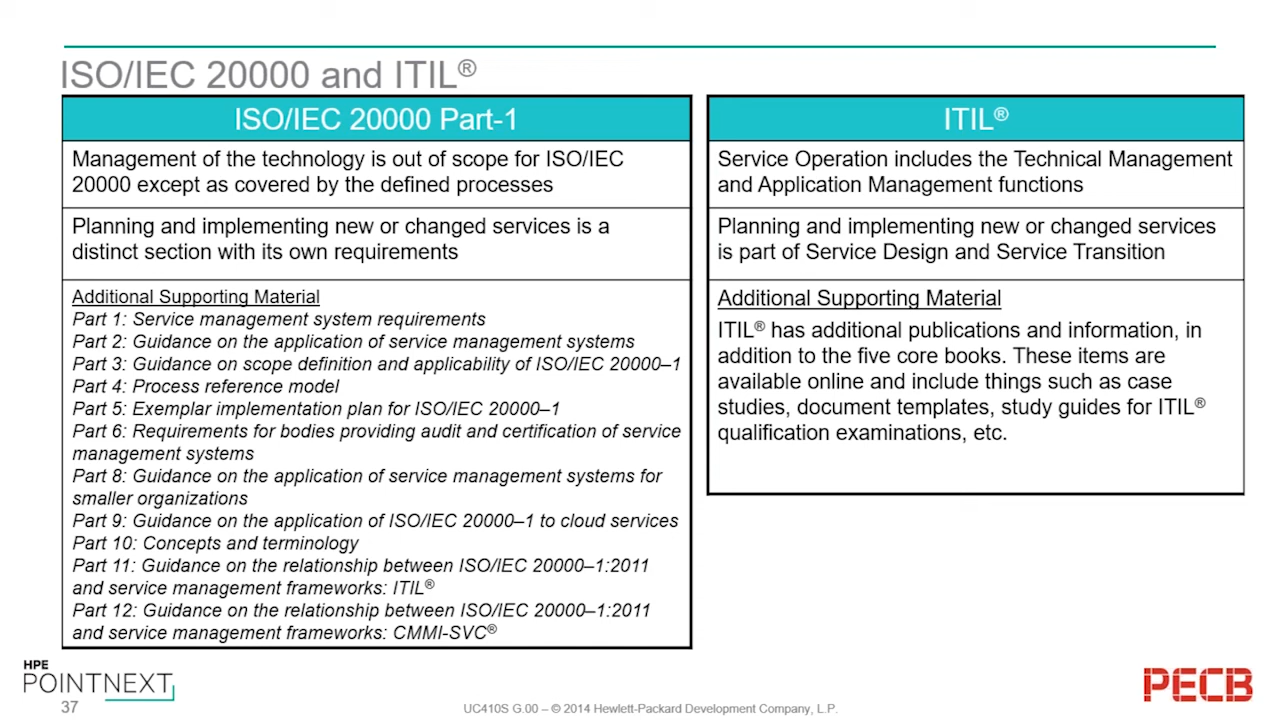 ISO/IEC 20000 and ITIL®
ISO/IEC 20000 Part-1
Management of the technology is out of scope for ISO/IEC
20000 except as covered by the defined processes
Planning and implementing new or changed services is a
distinct section with its own requirements
Additional Supporting Material
Part 1: Service management system requirements
Part 2: Guidance on the application of service management systems
Part 3: Guidance on scope definition and applicability of ISO/IEC 20000–1
Part 4: Process reference model
Part 5: Exemplar implementation plan for ISO/IEC 20000–1
Part 6: Requirements for bodies providing audit and certification of service
management systems
Part 8: Guidance on the application of service management systems for
smaller organizations
Part 9: Guidance on the application of ISO/IEC 20000–1 to cloud services
Part 10: Concepts and terminology
Part 11: Guidance on the relationship between ISO/IEC 20000–1:2011
and service management frameworks: ITIL®
Part 12: Guidance on the relationship between ISO/IEC 20000–1:2011
and service management frameworks: CMMI-SVC®
ITIL®
Service Operation includes the Technical Management
and Application Management functions
Planning and implementing new or changed services
is part of Service Design and Service Transition
Additional Supporting Material
ITIL® has additional publications and information, in
addition to the five core books. These items are
available online and include things such as case
studies, document templates, study guides for ITIL®
qualification examinations, etc.
HPE
POINTNEXT
37
UC410S G.00 – © 2014 Hewlett-Packard Development Company, L.P.
PECB